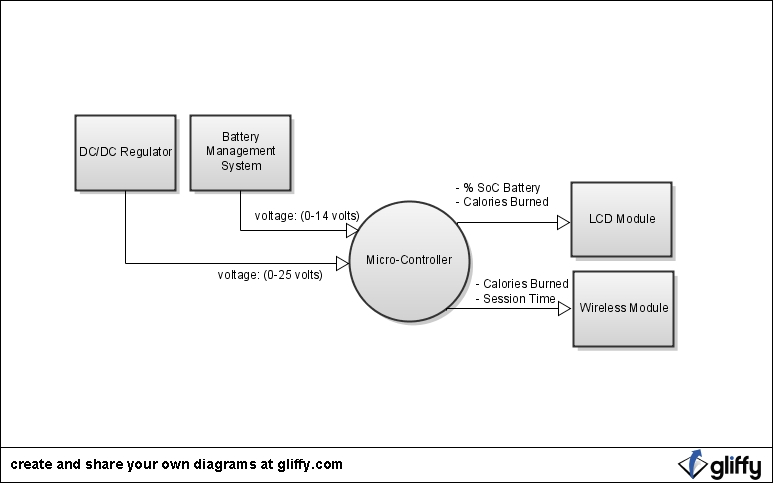 DC/DC Regulator
Battery
Management
System
voltage: (0-14 volts)
voltage: (0-25 volts)
Micro-Controller
- % SoC Battery
- Calories Burned
LCD Module
- Calories Burned
- Session Time
Wireless Module
create and share your own diagrams at gliffy.com
gliffy